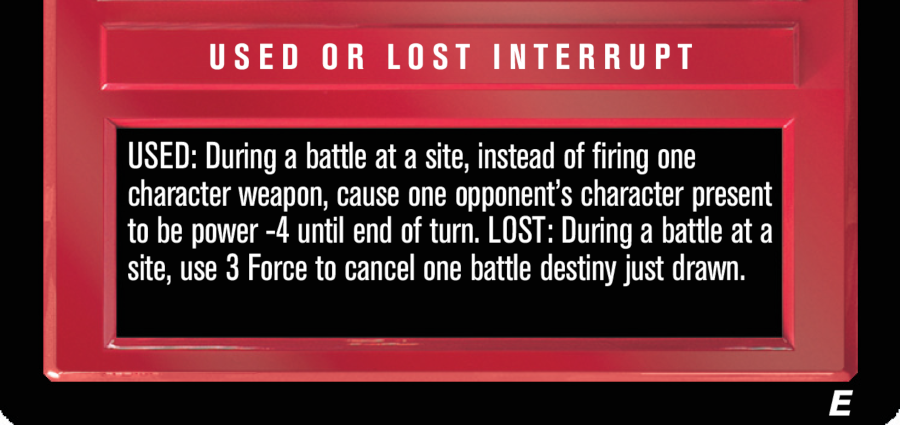 USED OR LOST INTERRUPT
USED: During a battle at a site, instead of firing one
character weapon, cause one opponent's character present
to be power -4 until end of turn. LOST: During a battle at a
site, use 3 Force to cancel one battle destiny just drawn.
E